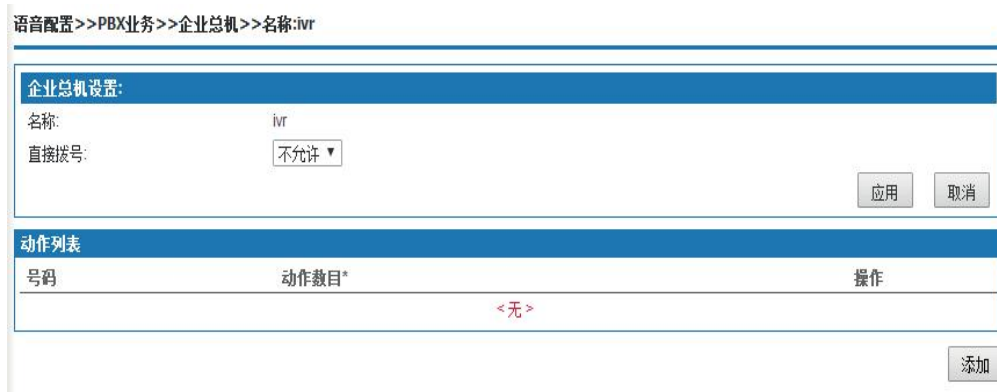 语音配置>>PBX业务>>企业总机>>名称:ivr
企业总机设置:
名称: ivr
直接拨号: 不允许
应用 取消
动作列表
号码 动作数目* 操作
<无>
添加